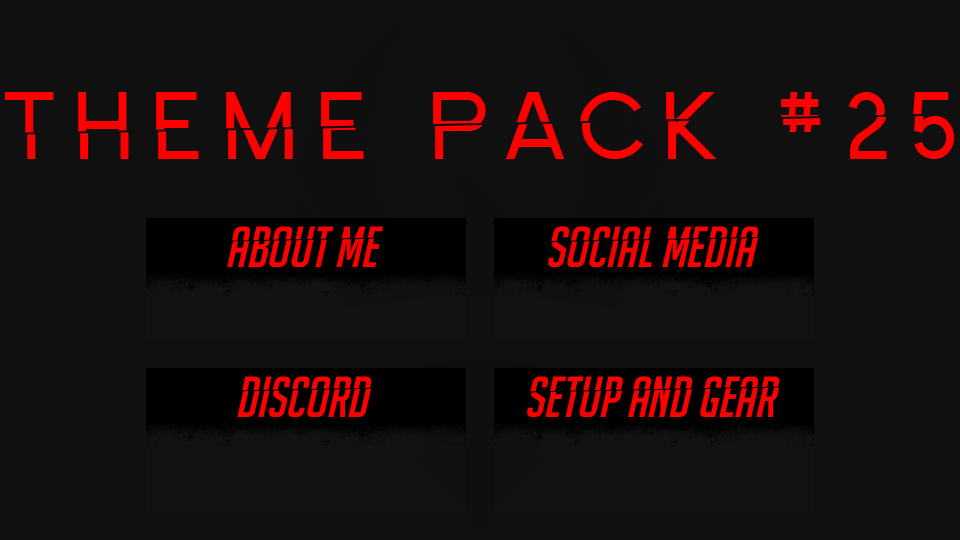 THEME PACK #25
ABOUT ME
SOCIAL MEDIA
DISCORD
SETUP AND GEAR